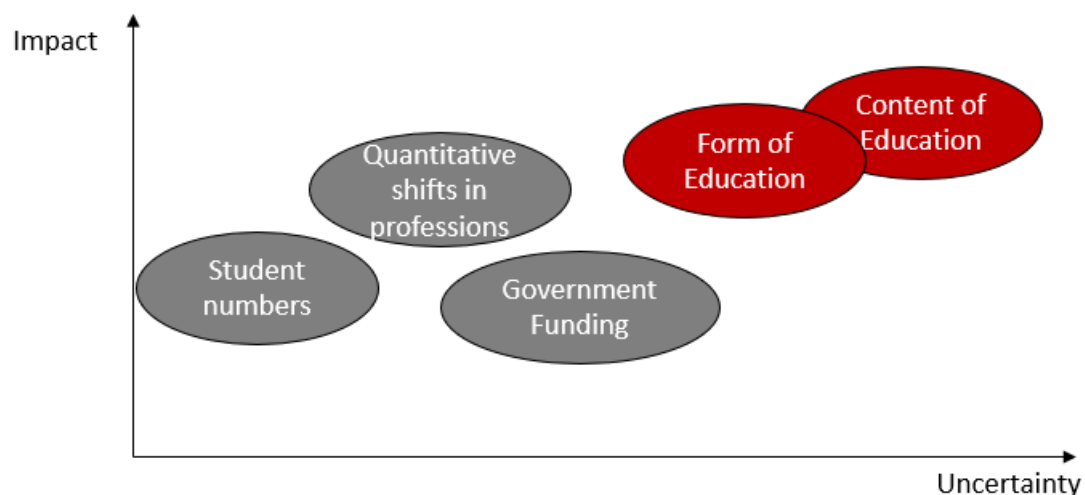 Impact
Content of
Education
Form of
Education
Quantitative
shifts in
professions
Student
numbers
Government
Funding
Uncertainty